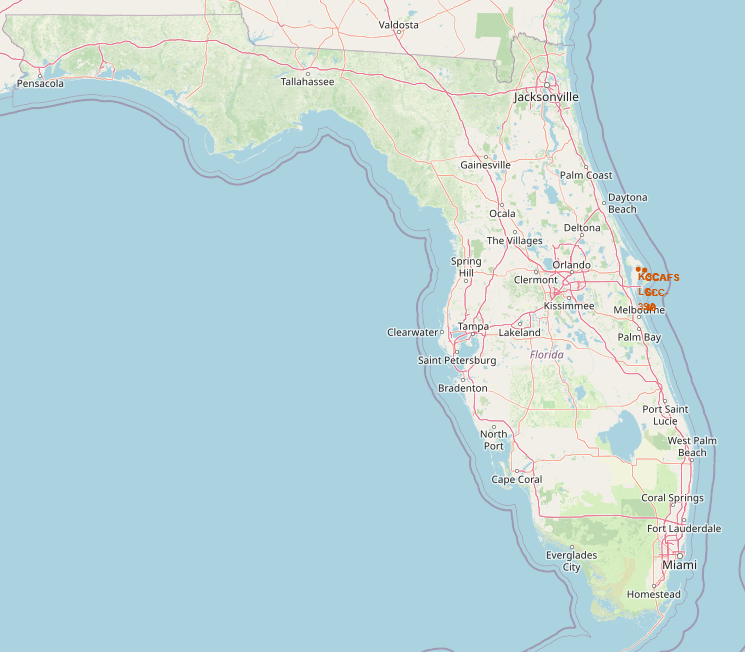 Valdosta
Pensacola
Tallahassee
Jacksonville
Gainesville
Palm Coast
Daytona
Beach
Ocala
Deltona
The Villages
Spring
Hill
Orlando
Clermont
CCAFS
Kissimmee
Melbourne
Clearwater
Tampa
Lakeland
Palm Bay
Saint Petersburg
Florida
Bradenton
Port Saint
Lucie
North
Port
West Palm
Beach
Cape Coral
Coral Springs
Fort Lauderdale
Everglades
City
Miami
Homestead